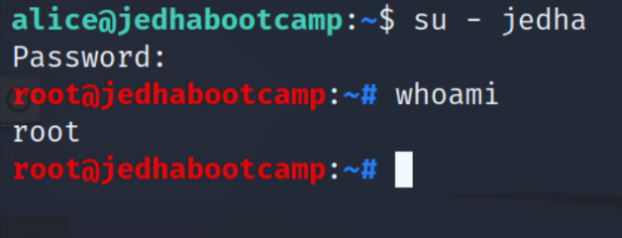 alice@jedhabootcamp:~$ su - jedha
Password:
root@jedhabootcamp:~# whoami
root
root@jedhabootcamp:~#